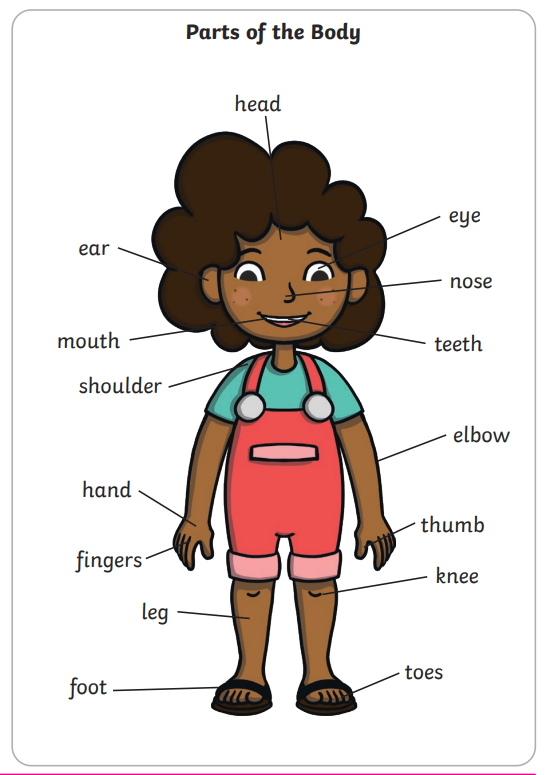 Parts of the Body
head
eye
ear
nose
mouth
teeth
shoulder
elbow
hand
thumb
fingers
knee
leg
toes
foot